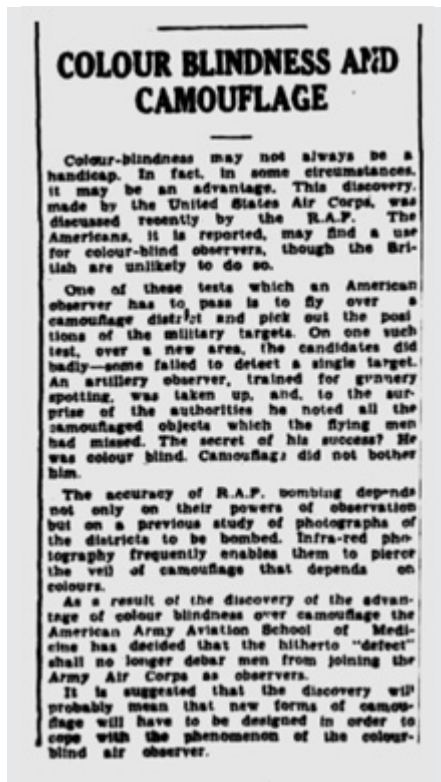 COLOUR BLINDNESS AND
CAMOUFLAGE
Colour-blindness may not always be a
handicap. In fact, in some circumstances,
it may be an advantage. This discovery,
made by the United States Air Corps, was
discussed recently by the R.A.F. The
Americans, it is reported, may find a use
for colour-blind observers, though the Bri-
tish are unlikely to do so.
One of these tests which an American
observer has to pass is to fly over a
camouflage district and pick out the posi
tions of the military targets. On one such
test, over a new area, the candidates did
badly—some failed to detect a single target.
An artillery observer, trained for gunnery
spotting, was taken up, and, to the sur-
prise of the authorities he noted all the
camouflaged objects which the flying men
had missed. The secret of his success? He
was colour blind. Camouflage did not bother
him.
The accuracy of R.A.F. bombing depends
not only on their powers of observation
but on a previous study of photographs of
the districts to be bombed. Infra-red pho-
tography frequently enables them to pierce
the veil of camouflage that depends on
colours.
As a result of the discovery of the advan-
tage of colour blindness over camouflage the
American Army Aviation School of Medi-
cine has decided that the hitherto "defect"
shall no longer debar men from joining the
Army Air Corps as observers.
It is suggested that the discovery will
probably mean that new forms of camou-
flage will have to be designed in order to
cope with the phenomenon of the colour-
blind air observer.